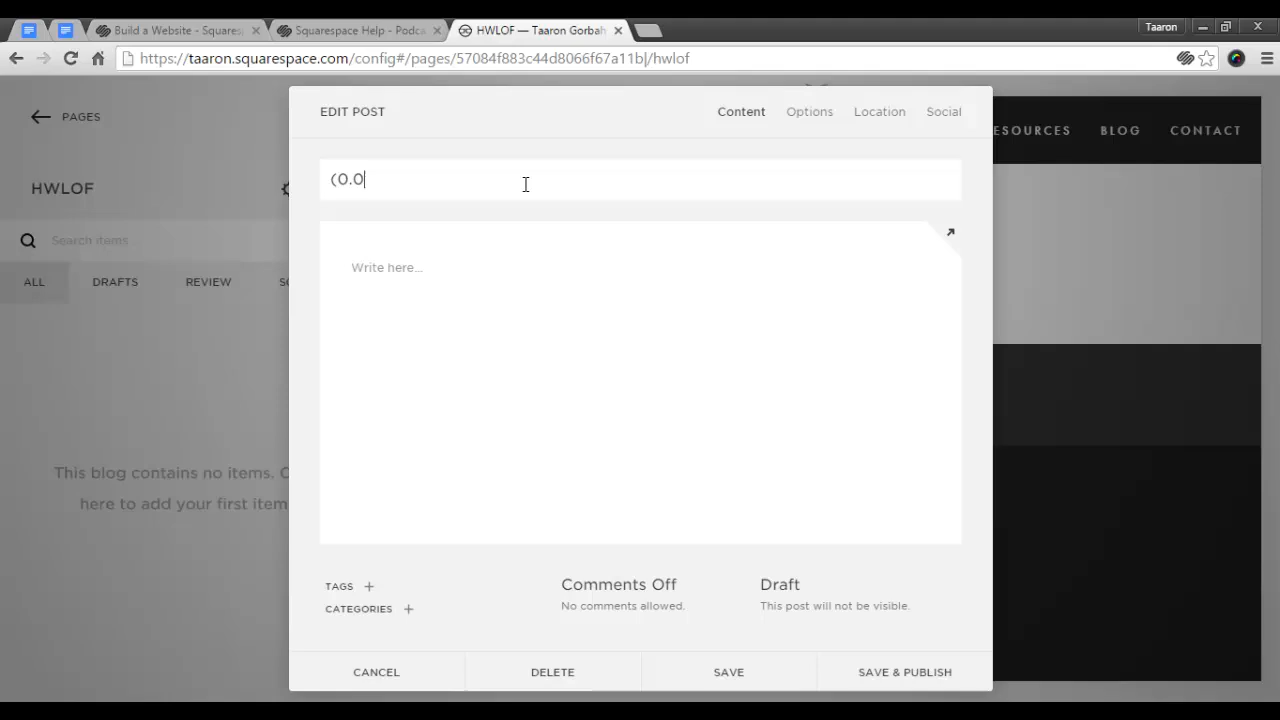 Build a Website - Squares
Squarespace Help - Podca
HWLOF — Taaron Gorbah
Taaron
https://taaron.squarespace.com/config#/pages/57084f883c44d8066f67a11b|/hwlof
PAGES
EDIT POST
Content
Options
Location
Social
ESOURCES
BLOG
CONTACT
HWLOF
(0.0
Search items...
Write here...
ALL
DRAFTS
REVIEW
SC
This blog contains no items. C
here to add your first item
TAGS +
CATEGORIES +
Comments Off
No comments allowed.
Draft
This post will not be visible.
CANCEL
DELETE
SAVE
SAVE & PUBLISH